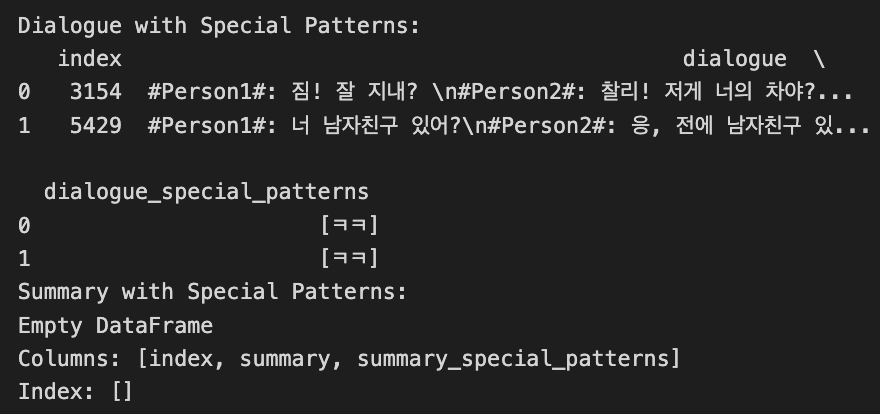 Dialogue with Special Patterns:
index dialogue \
0 3154 #Person1#: 짐! 잘 지내? \n#Person2#: 찰리! 저게 너의 차야?...
1 5429 #Person1#: 너 남자친구 있어?\n#Person2#: 응, 전에 남자친구 있...
dialogue_special_patterns
0 [ㅋㅋ]
1 [ㅋㅋ]
Summary with Special Patterns:
Empty DataFrame
Columns: [index, summary, summary_special_patterns]
Index: []